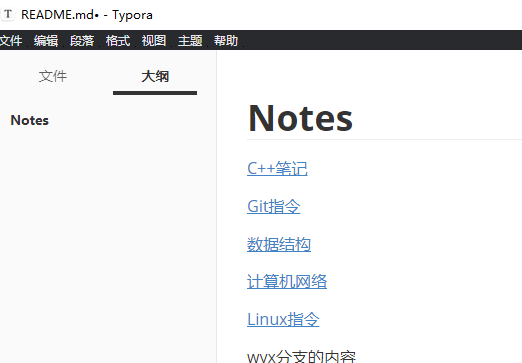 T README.md• - Typora
文件 编辑 段落 格式 视图 主题 帮助
文件 大纲
Notes
Notes
C++笔记
Git指令
数据结构
计算机网络
Linux指令
wyx分支的内容